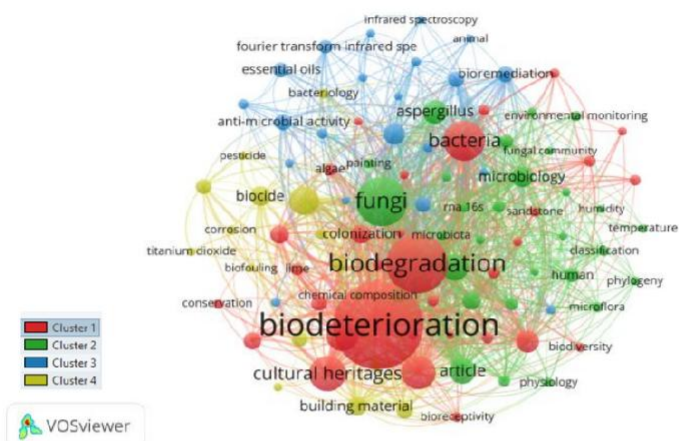 infrared spectroscopy
animal
fourier transform infrared spe
essential oils
bioremediation
bacteriology
aspergillus
environmental monitoring
anti-microbial activity
bacteria
fungal community
pesticide
painting
algae
microbiology
biocide
fungi
rna 16s
sandstone
humidity
corrosion
colonization
microbiota
temperature
titanium dioxide
classification
biodegradation
biofouling
lime
human
phylogeny
conservation
chemical composition
microflora
biodeterioration
biodiversity
cultural heritages
article
physiology
building material
bioreceptivity
Cluster 1
Cluster 2
Cluster 3
Cluster 4
VOSviewer